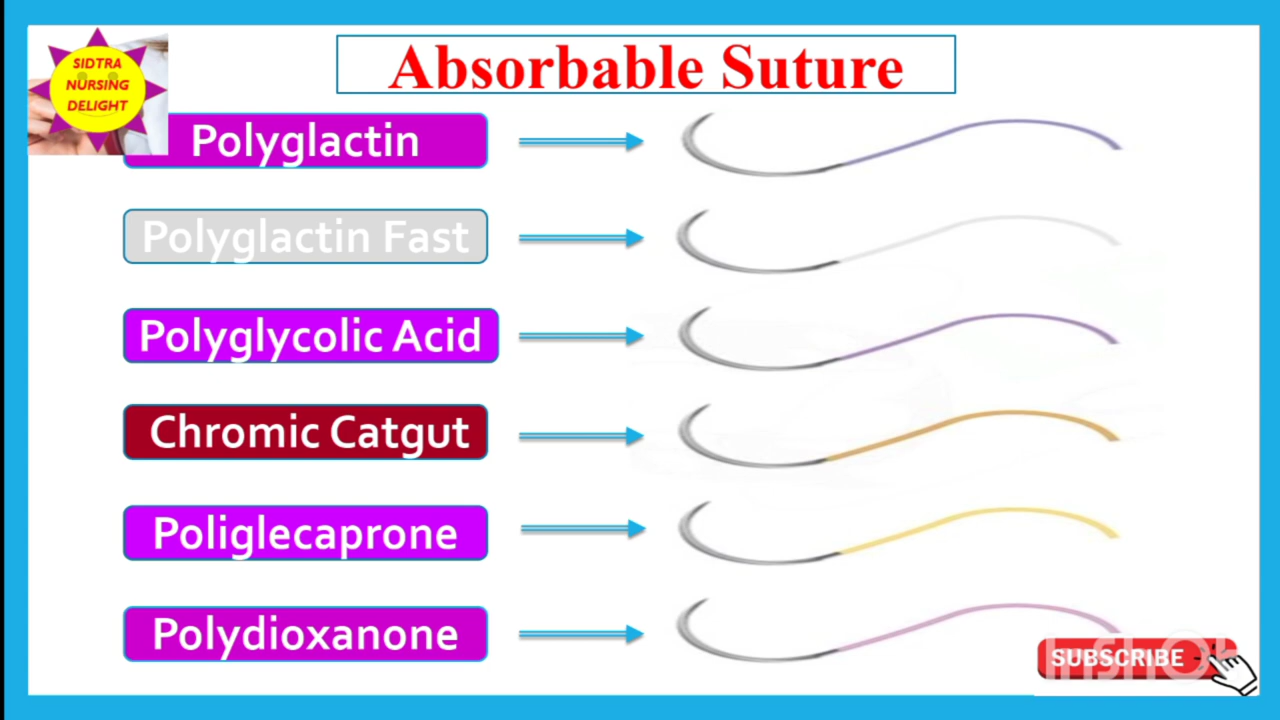 Absorbable Suture
SIDTRA
NURSING
DELIGHT
Polyglactin
Polyglactin Fast
Polyglycolic Acid
Chromic Catgut
Poliglecaprone
Polydioxanone
SUBSCRIBE